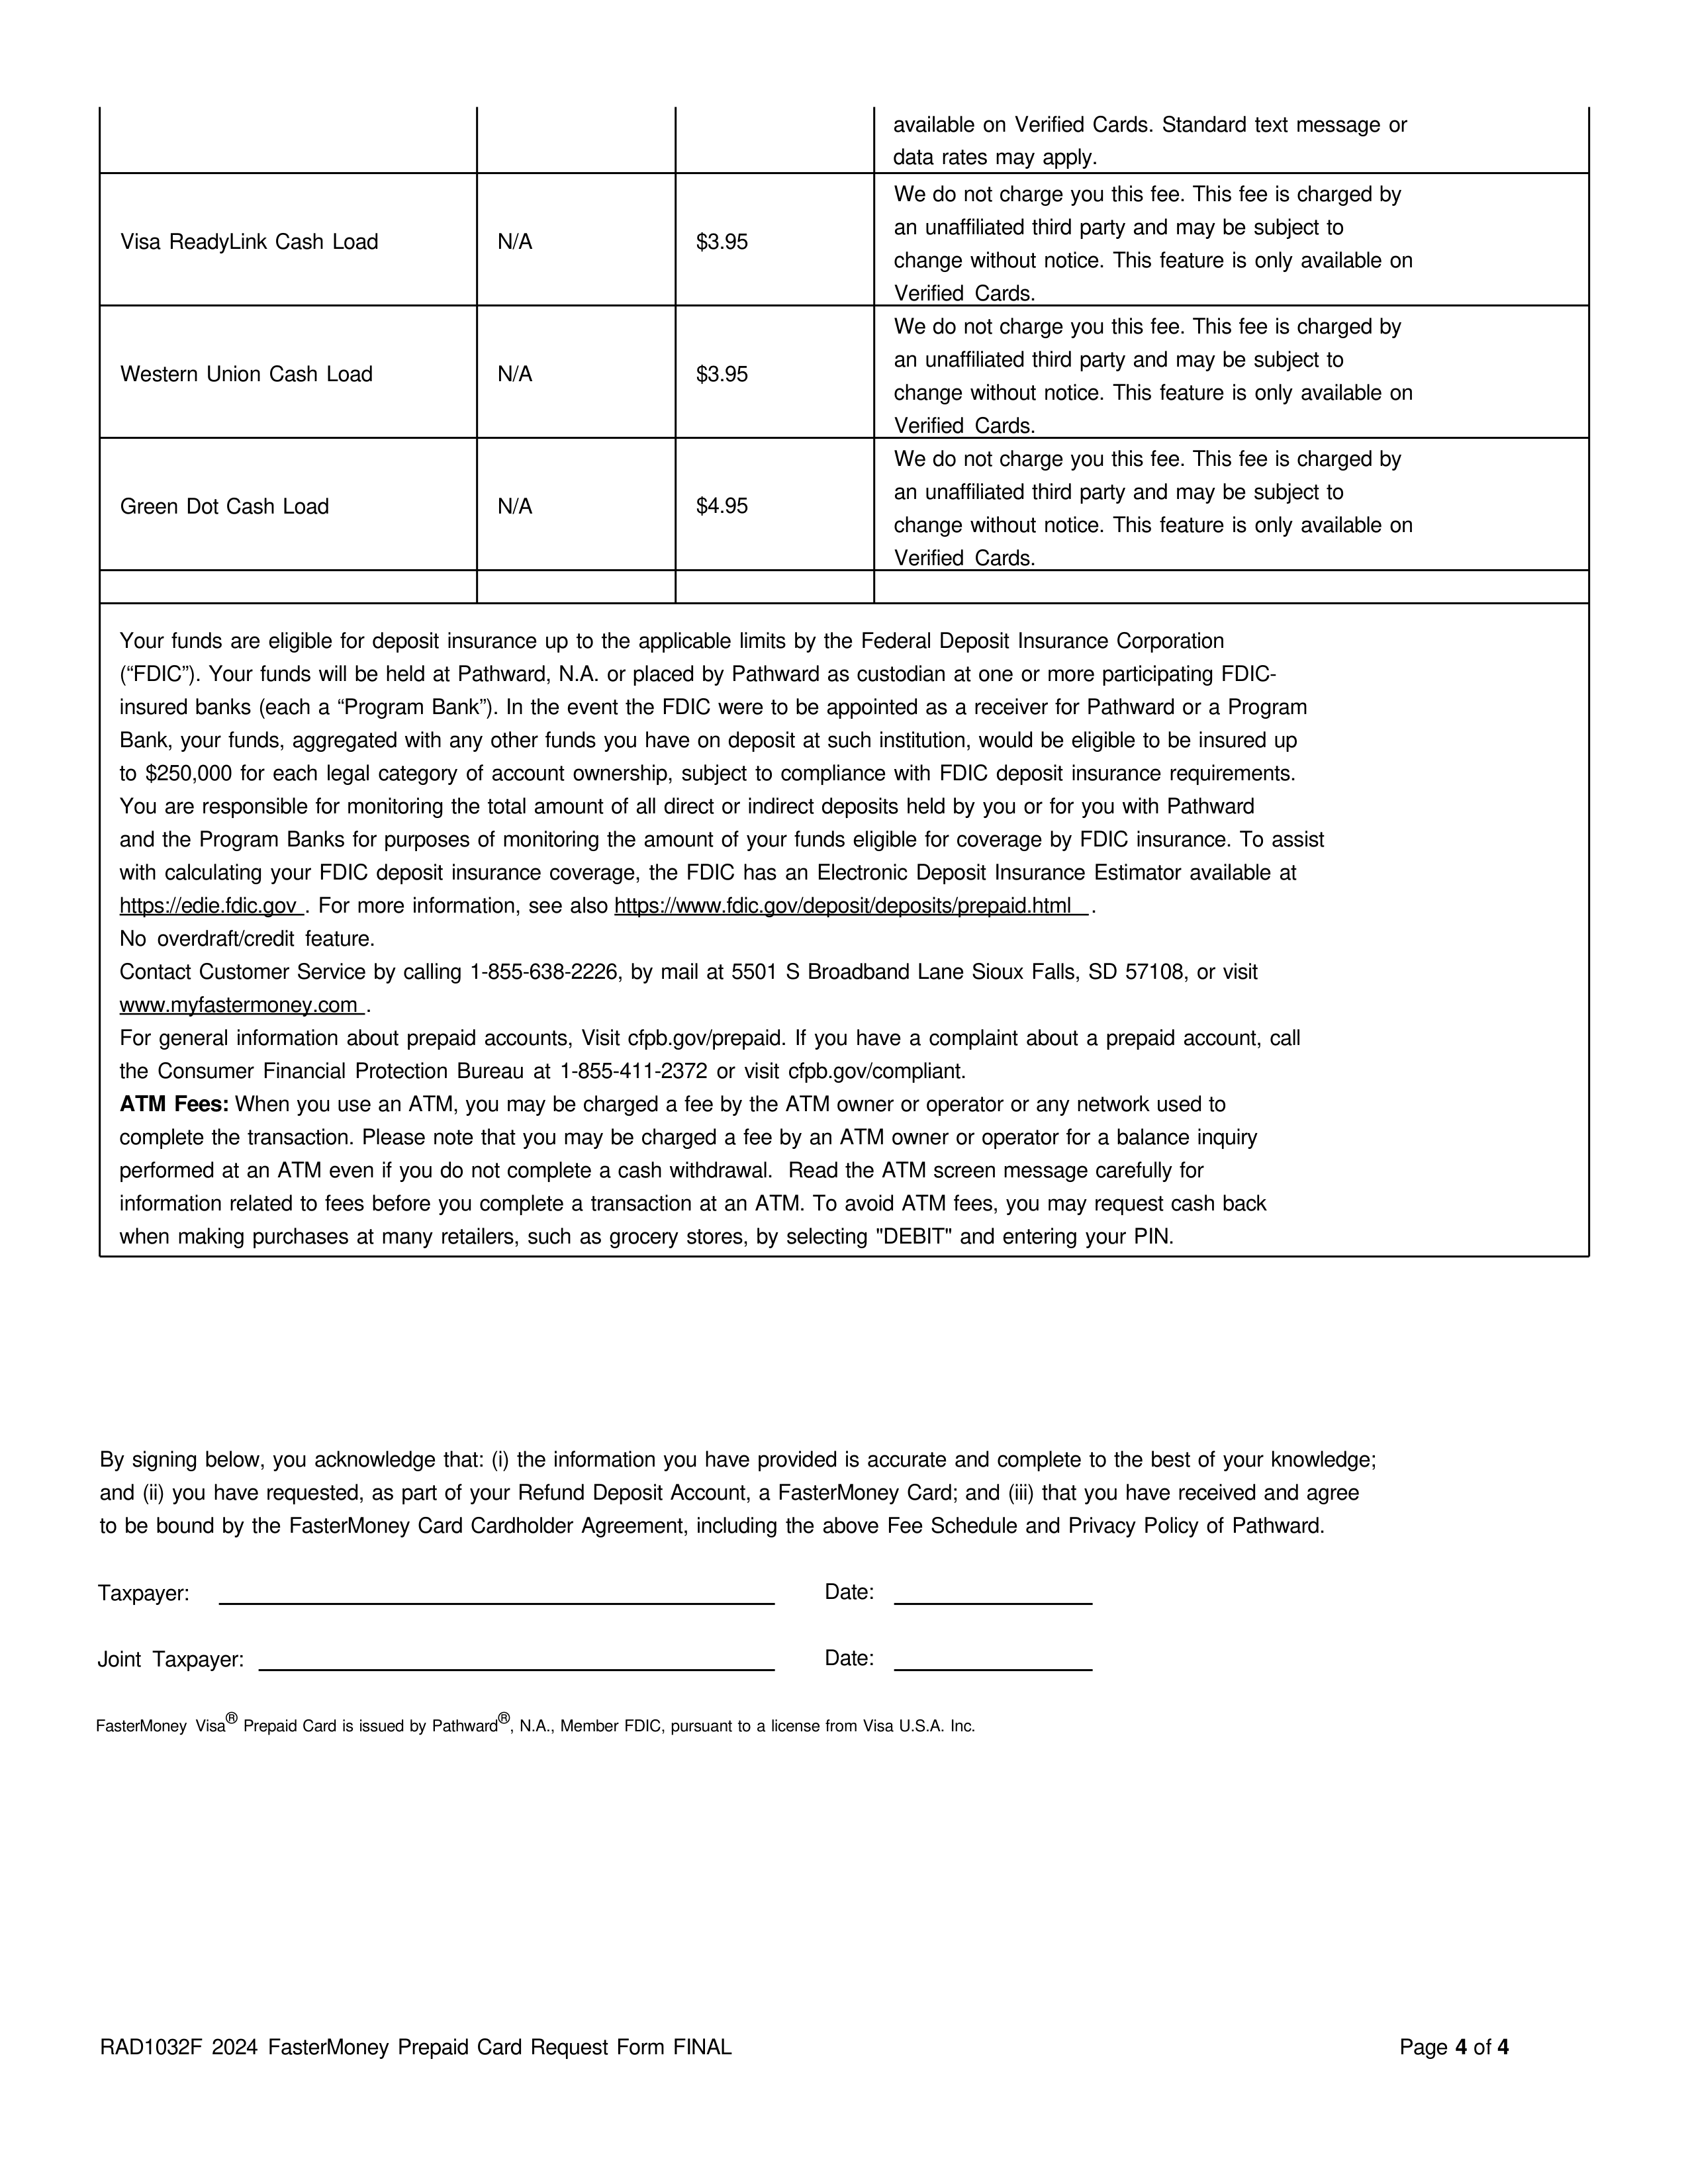 available on Verified Cards. Standard text message or
data rates may apply.
Visa ReadyLink Cash Load
N/A
$3.95
We do not charge you this fee. This fee is charged by
an unaffiliated third party and may be subject to
change without notice. This feature is only available on
Verified Cards.
Western Union Cash Load
N/A
$3.95
We do not charge you this fee. This fee is charged by
an unaffiliated third party and may be subject to
change without notice. This feature is only available on
Verified Cards.
Green Dot Cash Load
N/A
$4.95
We do not charge you this fee. This fee is charged by
an unaffiliated third party and may be subject to
change without notice. This feature is only available on
Verified Cards.
Your funds are eligible for deposit insurance up to the applicable limits by the Federal Deposit Insurance Corporation
(“FDIC”). Your funds will be held at Pathward, N.A. or placed by Pathward as custodian at one or more participating FDIC-
insured banks (each a “Program Bank”). In the event the FDIC were to be appointed as a receiver for Pathward or a Program
Bank, your funds, aggregated with any other funds you have on deposit at such institution, would be eligible to be insured up
to $250,000 for each legal category of account ownership, subject to compliance with FDIC deposit insurance requirements.
You are responsible for monitoring the total amount of all direct or indirect deposits held by you or for you with Pathward
and the Program Banks for purposes of monitoring the amount of your funds eligible for coverage by FDIC insurance. To assist
with calculating your FDIC deposit insurance coverage, the FDIC has an Electronic Deposit Insurance Estimator available at
https://edie.fdic.gov . For more information, see also https://www.fdic.gov/deposit/deposits/prepaid.html .
No overdraft/credit feature.
Contact Customer Service by calling 1-855-638-2226, by mail at 5501 S Broadband Lane Sioux Falls, SD 57108, or visit
www.myfastermoney.com .
For general information about prepaid accounts, Visit cfpb.gov/prepaid. If you have a complaint about a prepaid account, call
the Consumer Financial Protection Bureau at 1-855-411-2372 or visit cfpb.gov/compliant.
ATM Fees: When you use an ATM, you may be charged a fee by the ATM owner or operator or any network used to
complete the transaction. Please note that you may be charged a fee by an ATM owner or operator for a balance inquiry
performed at an ATM even if you do not complete a cash withdrawal. Read the ATM screen message carefully for
information related to fees before you complete a transaction at an ATM. To avoid ATM fees, you may request cash back
when making purchases at many retailers, such as grocery stores, by selecting "DEBIT" and entering your PIN.
By signing below, you acknowledge that: (i) the information you have provided is accurate and complete to the best of your knowledge;
and (ii) you have requested, as part of your Refund Deposit Account, a FasterMoney Card; and (iii) that you have received and agree
to be bound by the FasterMoney Card Cardholder Agreement, including the above Fee Schedule and Privacy Policy of Pathward.
Taxpayer: Date:
Joint Taxpayer: Date:
FasterMoney Visa® Prepaid Card is issued by Pathward®, N.A., Member FDIC, pursuant to a license from Visa U.S.A. Inc.
RAD1032F 2024 FasterMoney Prepaid Card Request Form FINAL
Page 4 of 4